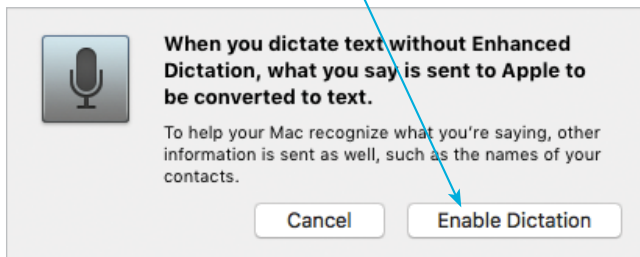 When you dictate text without Enhanced
Dictation, what you say is sent to Apple to
be converted to text.
To help your Mac recognize what you're saying, other
information is sent as well, such as the names of your
contacts.
Cancel Enable Dictation